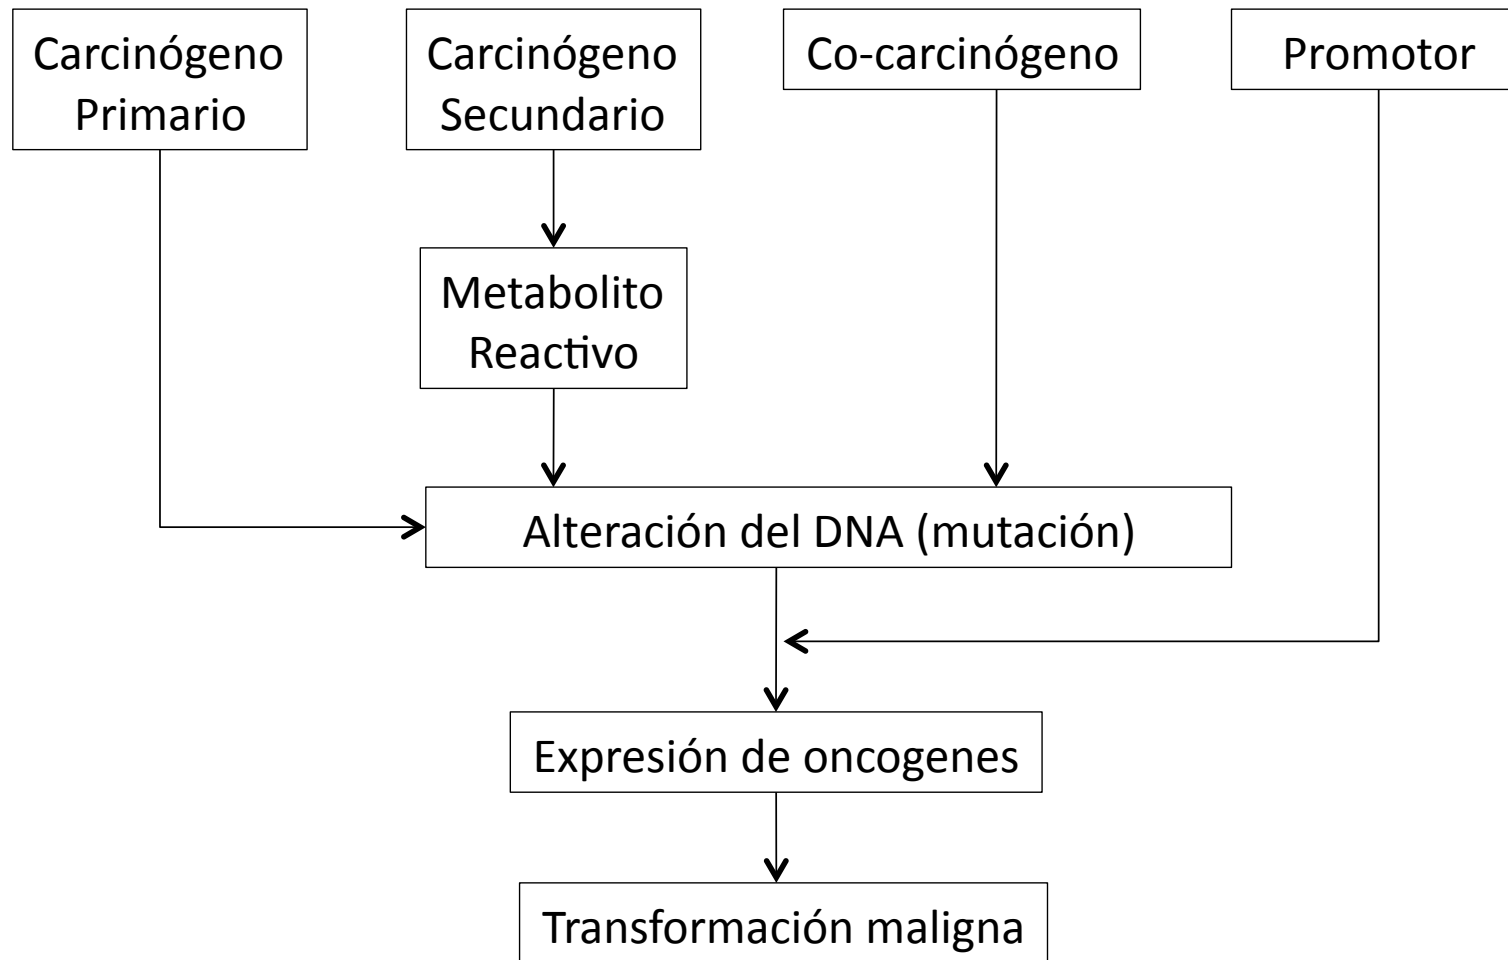 Carcinógeno
Primario
Carcinógeno
Secundario
Co-carcinógeno
Promotor
Metabolito
Reactivo
Alteración del DNA (mutación)
Expresión de oncogenes
Transformación maligna